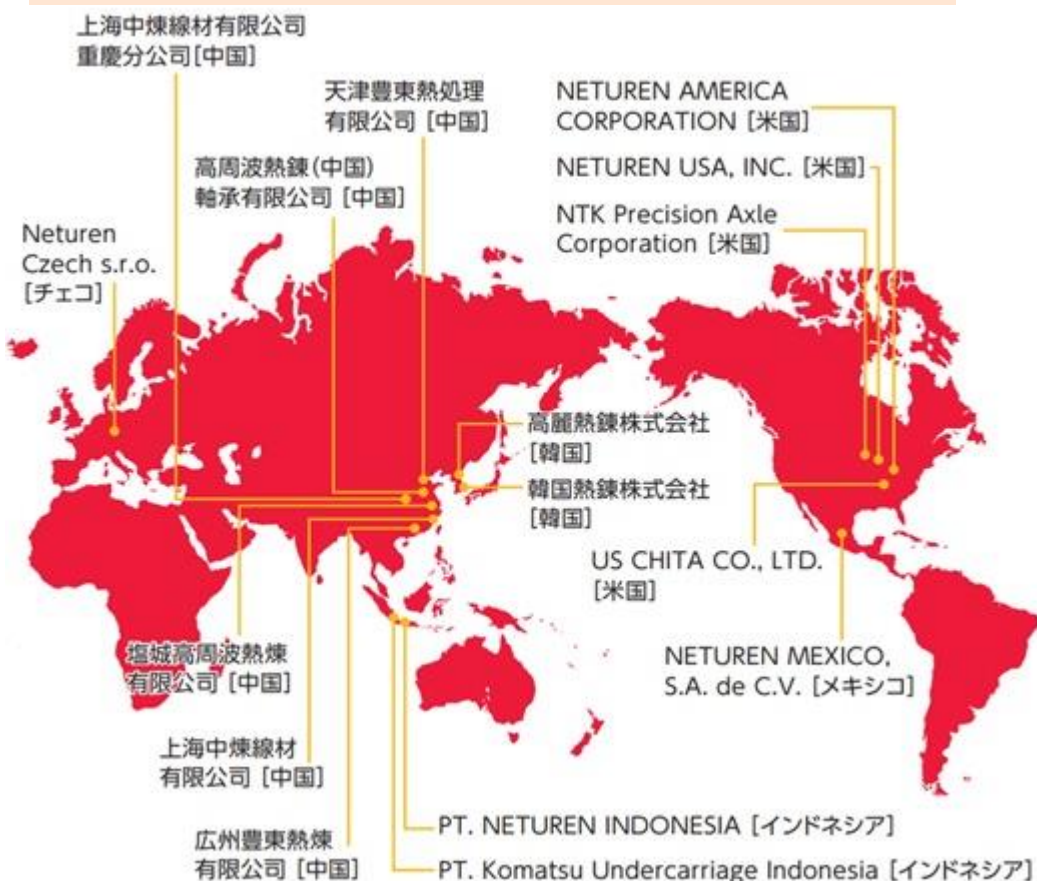 上海中煉線材有限公司
重慶分公司[中国]
天津豊東熱処理
有限公司 [中国]
高周波熱錬(中国)
軸承有限公司 [中国]
Neturen
Czech s.r.o.
[チェコ]
NETUREN AMERICA
CORPORATION [米国]
NETUREN USA, INC. [米国]
NTK Precision Axle
Corporation [米国]
高麗熱錬株式会社
[韓国]
韓国熱錬株式会社
[韓国]
US CHITA CO., LTD.
[米国]
NETUREN MEXICO,
S.A. de C.V. [メキシコ]
塩城高周波熱煉
有限公司 [中国]
上海中煉線材
有限公司 [中国]
広州豊東熱煉
有限公司 [中国]
PT. NETUREN INDONESIA [インドネシア]
PT. Komatsu Undercarriage Indonesia [インドネシア]